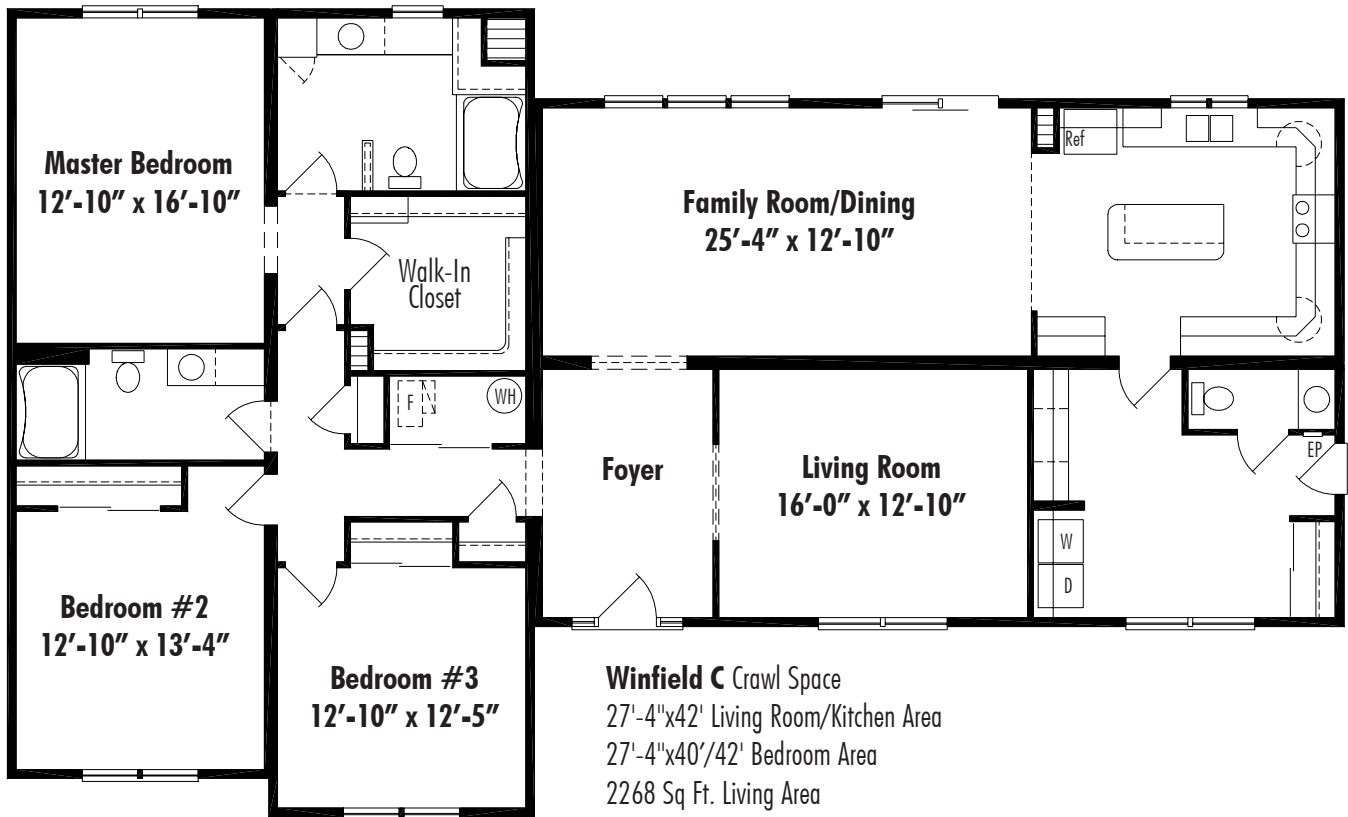 Master Bedroom
12'-10" x 16'-10"
Walk-In
Closet
Family Room/Dining
25'-4" x 12'-10"
Ref
F
WH
Foyer
Living Room
16'-0" x 12'-10"
EP
W
D
Bedroom #2
12'-10" x 13'-4"
Bedroom #3
12'-10" x 12'-5"
Winfield C Crawl Space
27'-4"x42' Living Room/Kitchen Area
27'-4"x40'/42' Bedroom Area
2268 Sq Ft. Living Area